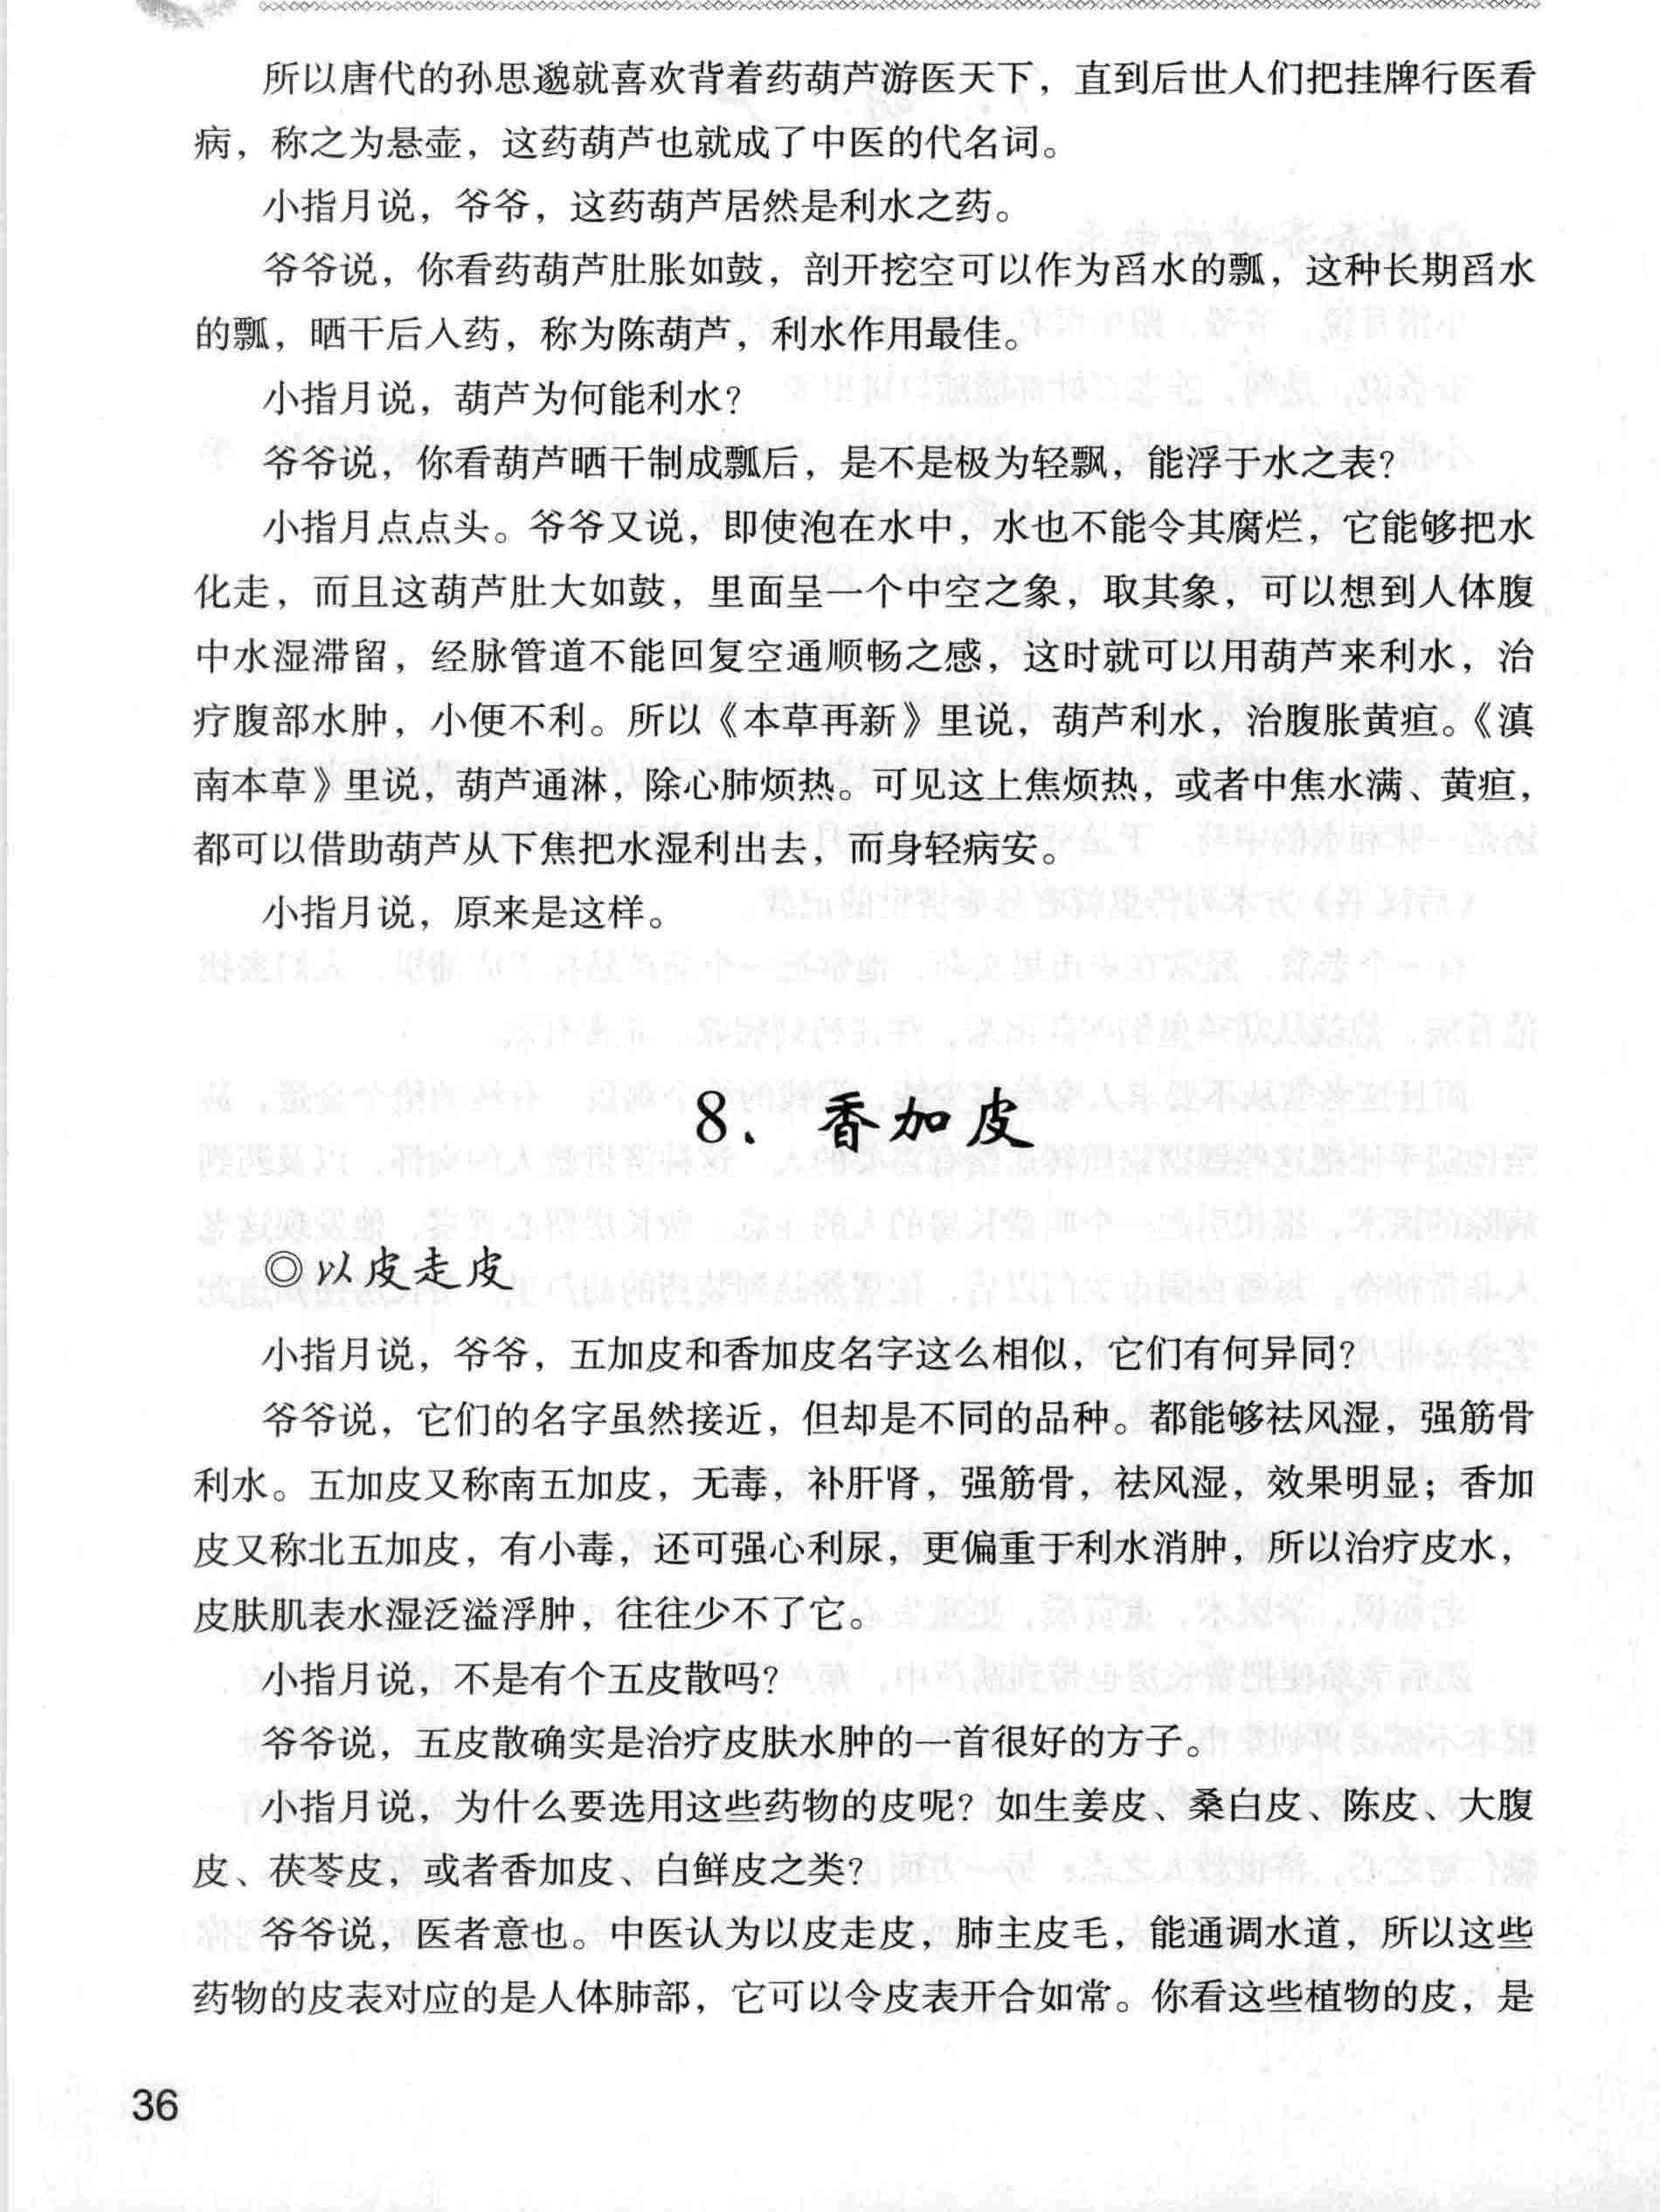 所以唐代的孙思邈就喜欢背着药葫芦游医天下，直到后世人们把挂牌行医看
病，称之为悬壶，这药葫芦也就成了中医的代名词。
小指月说，爷爷，这药葫芦居然是利水之药。
爷爷说，你看药葫芦肚胀如鼓，剖开挖空可以作为舀水的瓢，这种长期舀水
的瓢，晒干后入药，称为陈葫芦，利水作用最佳。
小指月说，葫芦为何能利水？
爷爷说，你看葫芦晒干制成瓢后，是不是极为轻飘，能浮于水之表？
小指月点点头。爷爷又说，即使泡在水中，水也不能令其腐烂，它能够把水
化走，而且这葫芦肚大如鼓，里面呈一个中空之象，取其象，可以想到人体腹
中水湿滞留，经脉管道不能回复空通顺畅之感，这时就可以用葫芦来利水，治
疗腹部水肿，小便不利。所以《本草再新》里说，葫芦利水，治腹胀黄疸。《滇
南本草》里说，葫芦通淋，除心肺烦热。可见这上焦烦热，或者中焦水满、黄疸，
都可以借助葫芦从下焦把水湿利出去，而身轻病安。
小指月说，原来是这样。
8、香加皮
◎以皮走皮
小指月说，爷爷，五加皮和香加皮名字这么相似，它们有何异同？
爷爷说，它们的名字虽然接近，但却是不同的品种。都能够祛风湿，强筋骨
利水。五加皮又称南五加皮，无毒，补肝肾，强筋骨，祛风湿，效果明显；香加
皮又称北五加皮，有小毒，还可强心利尿，更偏重于利水消肿，所以治疗皮水，
皮肤肌表水湿泛溢浮肿，往往少不了它。
小指月说，不是有个五皮散吗？
爷爷说，五皮散确实是治疗皮肤水肿的一首很好的方子。
小指月说，为什么要选用这些药物的皮呢？如生姜皮、桑白皮、陈皮、大腹
皮、茯苓皮，或者香加皮、白鲜皮之类？
爷爷说，医者意也。中医认为以皮走皮，肺主皮毛，能通调水道，所以这些
药物的皮表对应的是人体肺部，它可以令皮表开合如常。你看这些植物的皮，是
36